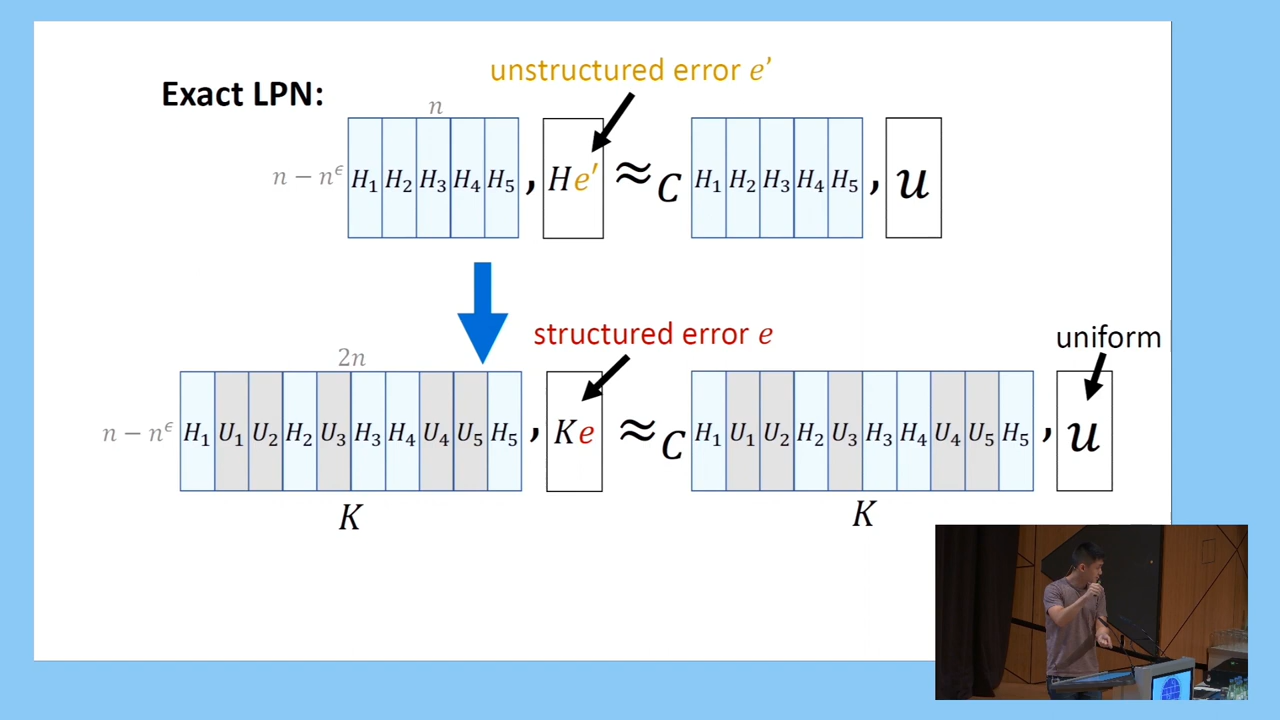 unstructured error e’
Exact LPN:
n
n − n^ϵ
H₁ H₂ H₃ H₄ H₅ , He′ ≈_C H₁ H₂ H₃ H₄ H₅ , u
structured error e
uniform
2n
n − n^ϵ
H₁ U₁ U₂ H₂ U₃ H₃ H₄ U₄ U₅ H₅ , Ke ≈_C H₁ U₁ U₂ H₂ U₃ H₃ H₄ U₄ U₅ H₅ , u
K
K